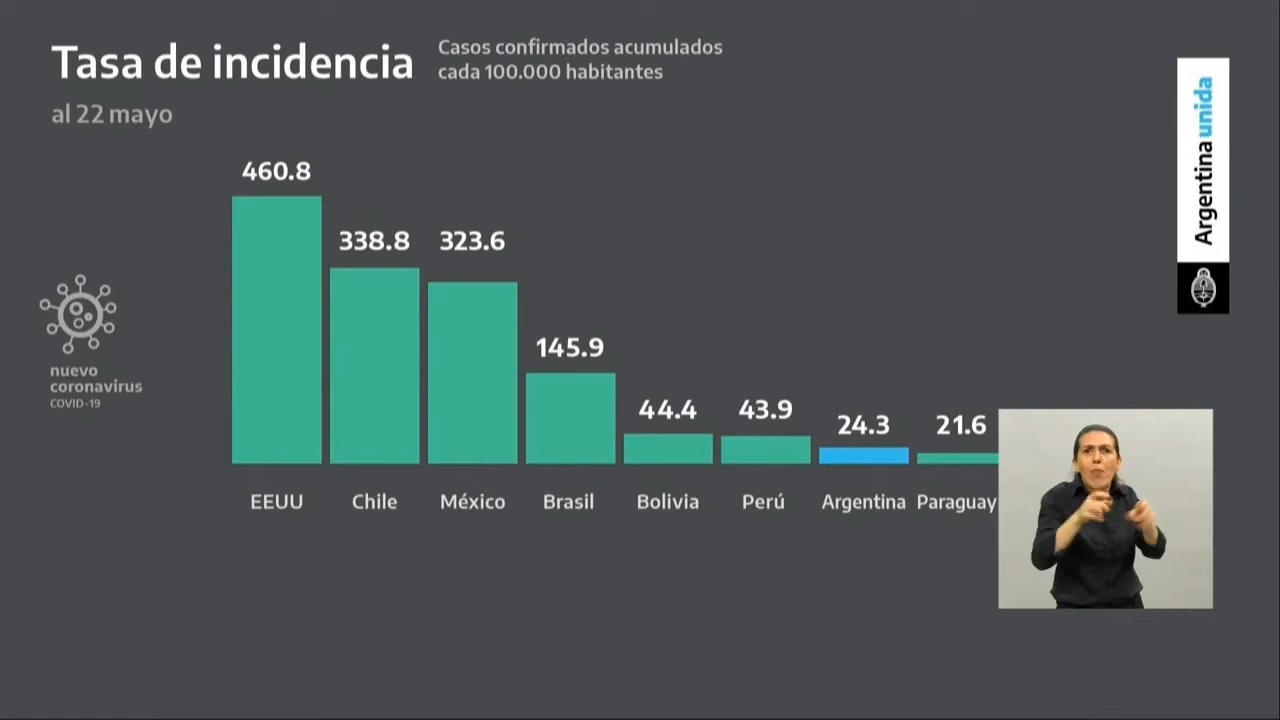 Tasa de incidencia
Casos confirmados acumulados
cada 100.000 habitantes
al 22 mayo
Argentina unida
460.8
338.8
323.6
145.9
44.4
43.9
24.3
21.6
nuevo
coronavirus
COVID-19
EEUU
Chile
México
Brasil
Bolivia
Perú
Argentina
Paraguay